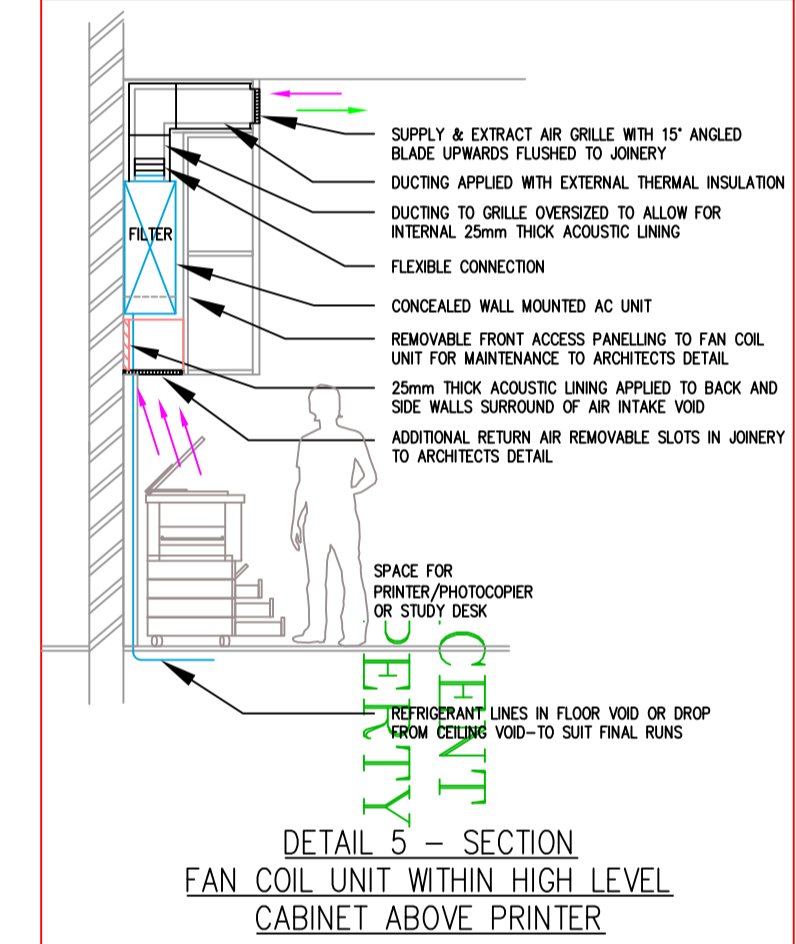 SUPPLY & EXTRACT AIR GRILLE WITH 15° ANGLED
BLADE UPWARDS FLUSHED TO JOINERY
DUCTING APPLIED WITH EXTERNAL THERMAL INSULATION
DUCTING TO GRILLE OVERSIZED TO ALLOW FOR
INTERNAL 25mm THICK ACOUSTIC LINING
FILTER
FLEXIBLE CONNECTION
CONCEALED WALL MOUNTED AC UNIT
REMOVABLE FRONT ACCESS PANELLING TO FAN COIL
UNIT FOR MAINTENANCE TO ARCHITECTS DETAIL
25mm THICK ACOUSTIC LINING APPLIED TO BACK AND
SIDE WALLS SURROUND OF AIR INTAKE VOID
ADDITIONAL RETURN AIR REMOVABLE SLOTS IN JOINERY
TO ARCHITECTS DETAIL
SPACE FOR
PRINTER/PHOTOCOPIER
OR STUDY DESK
CENT
PERTY
REFRIGERANT LINES IN FLOOR VOID OR DROP
FROM CEILING VOID-TO SUIT FINAL RUNS
DETAIL 5 - SECTION
FAN COIL UNIT WITHIN HIGH LEVEL
CABINET ABOVE PRINTER